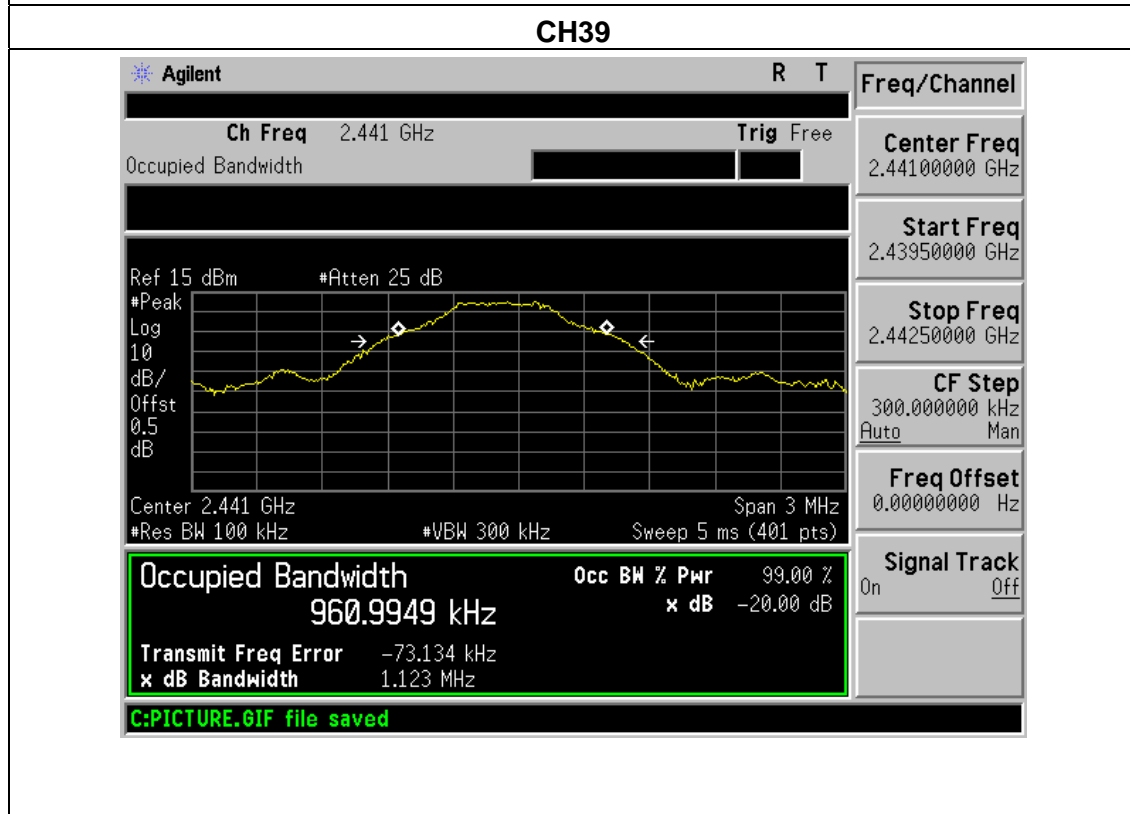 CH39
Agilent R T
Freq/Channel
Ch Freq 2.441 GHz Trig Free
Occupied Bandwidth
Center Freq
2.44100000 GHz
Start Freq
2.43950000 GHz
Stop Freq
2.44250000 GHz
CF Step
300.000000 kHz
Auto Man
Freq Offset
0.00000000 Hz
Signal Track
On Off
Ref 15 dBm #Atten 25 dB
#Peak
Log
10
dB/
Offst
0.5
dB
Center 2.441 GHz Span 3 MHz
#Res BW 100 kHz #VBW 300 kHz Sweep 5 ms (401 pts)
Occupied Bandwidth Occ BW % Pwr 99.00 %
960.9949 kHz x dB -20.00 dB
Transmit Freq Error -73.134 kHz
x dB Bandwidth 1.123 MHz
C:PICTURE.GIF file saved